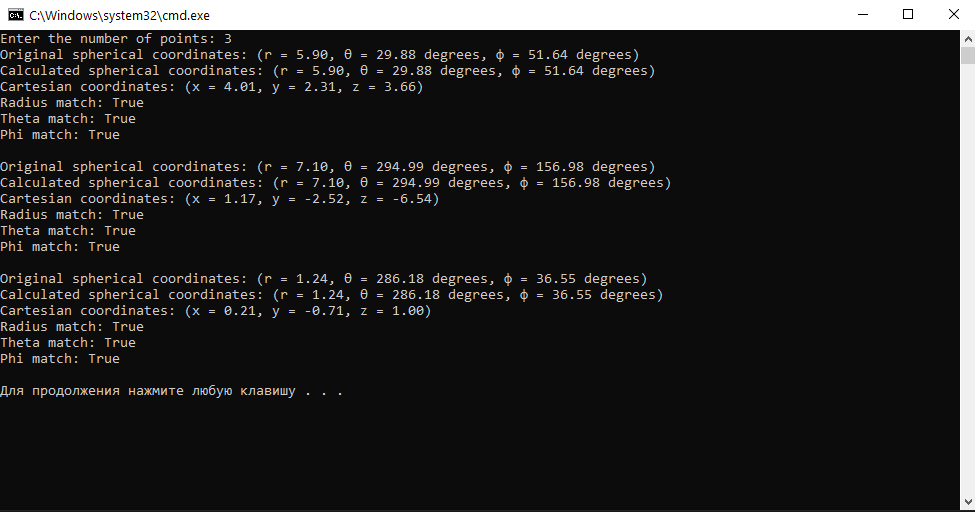 C:\Windows\system32\cmd.exe
Enter the number of points: 3
Original spherical coordinates: (r = 5.90, θ = 29.88 degrees, φ = 51.64 degrees)
Calculated spherical coordinates: (r = 5.90, θ = 29.88 degrees, φ = 51.64 degrees)
Cartesian coordinates: (x = 4.01, y = 2.31, z = 3.66)
Radius match: True
Theta match: True
Phi match: True
Original spherical coordinates: (r = 7.10, θ = 294.99 degrees, φ = 156.98 degrees)
Calculated spherical coordinates: (r = 7.10, θ = 294.99 degrees, φ = 156.98 degrees)
Cartesian coordinates: (x = 1.17, y = -2.52, z = -6.54)
Radius match: True
Theta match: True
Phi match: True
Original spherical coordinates: (r = 1.24, θ = 286.18 degrees, φ = 36.55 degrees)
Calculated spherical coordinates: (r = 1.24, θ = 286.18 degrees, φ = 36.55 degrees)
Cartesian coordinates: (x = 0.21, y = -0.71, z = 1.00)
Radius match: True
Theta match: True
Phi match: True
Для продолжения нажмите любую клавишу . . .